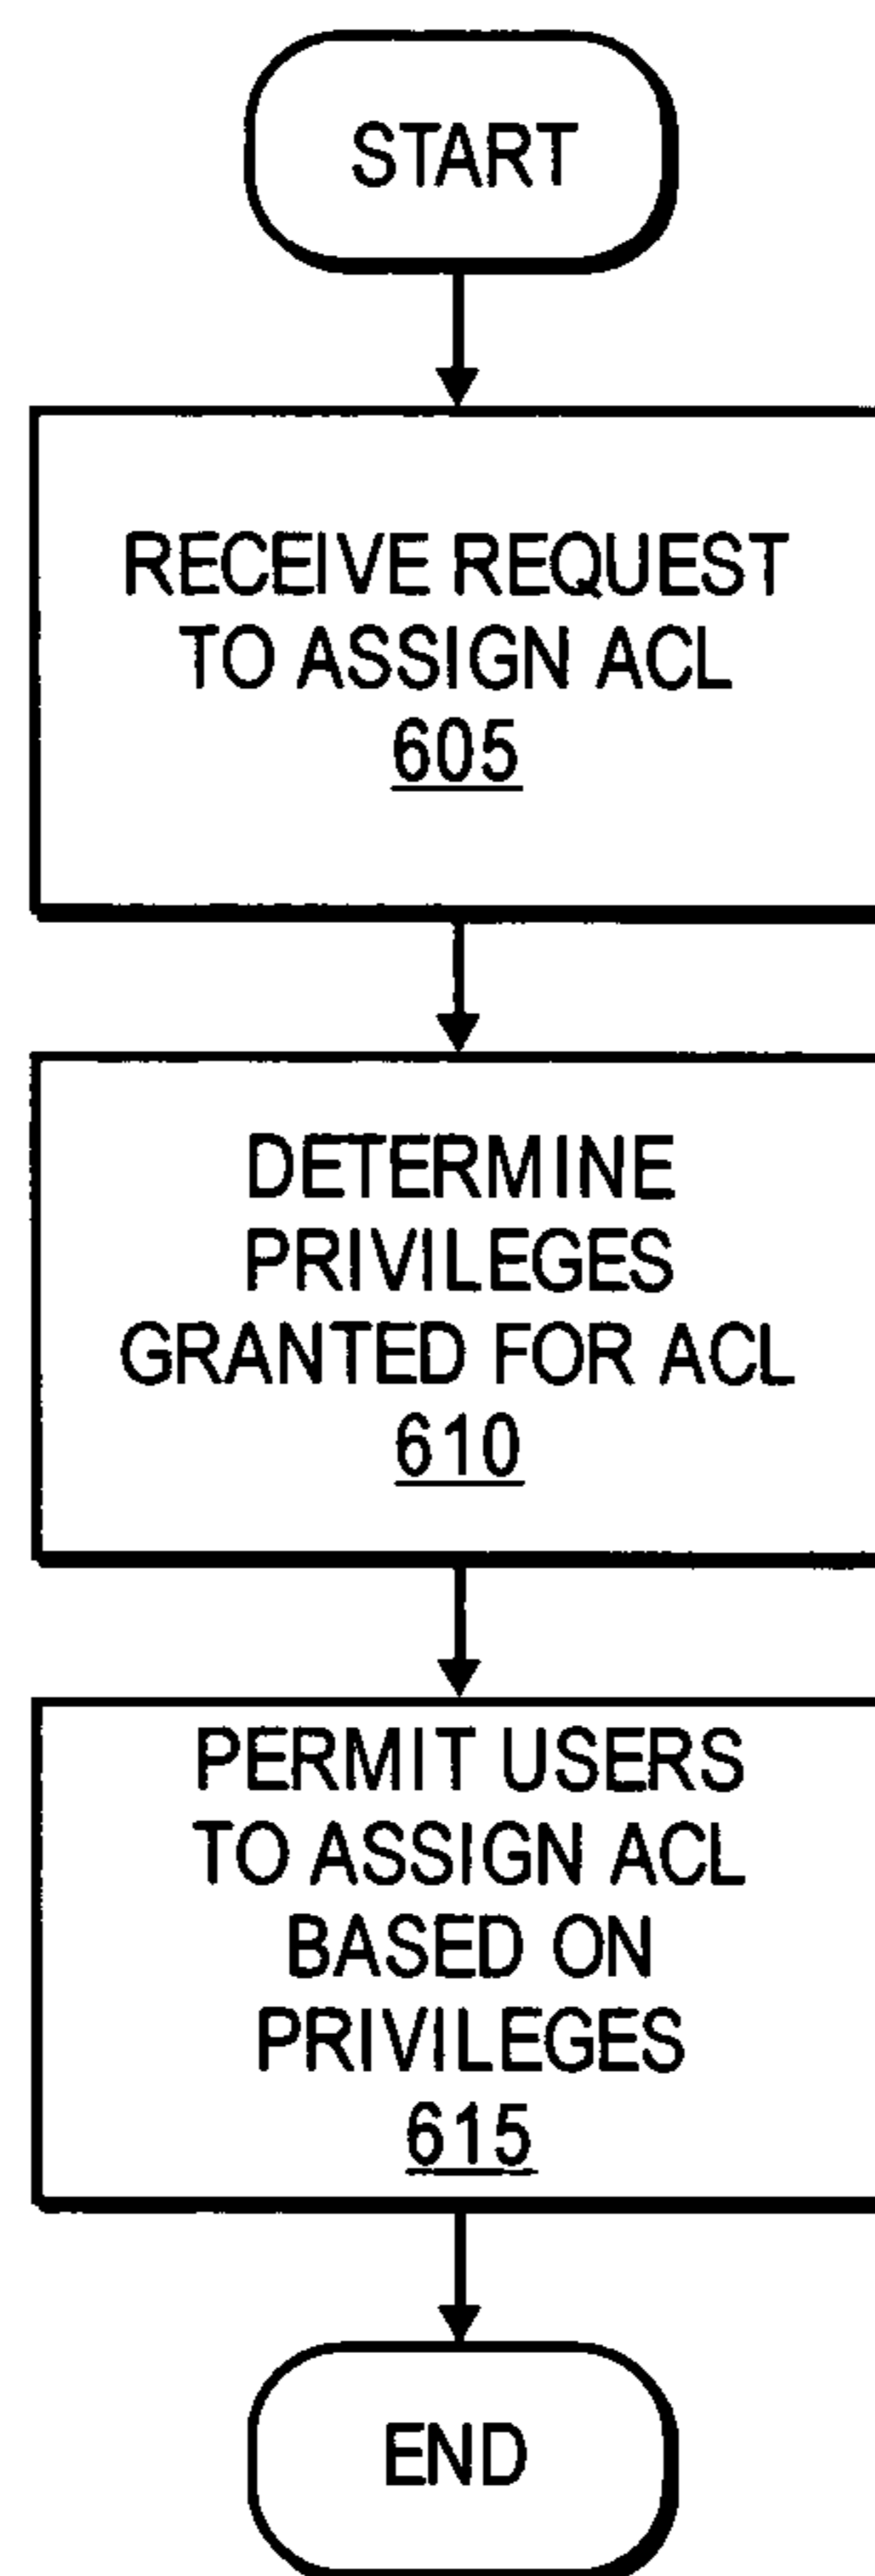 START
RECEIVE REQUEST
TO ASSIGN ACL
605
DETERMINE
PRIVILEGES
GRANTED FOR ACL
610
PERMIT USERS
TO ASSIGN ACL
BASED ON
PRIVILEGES
615
END